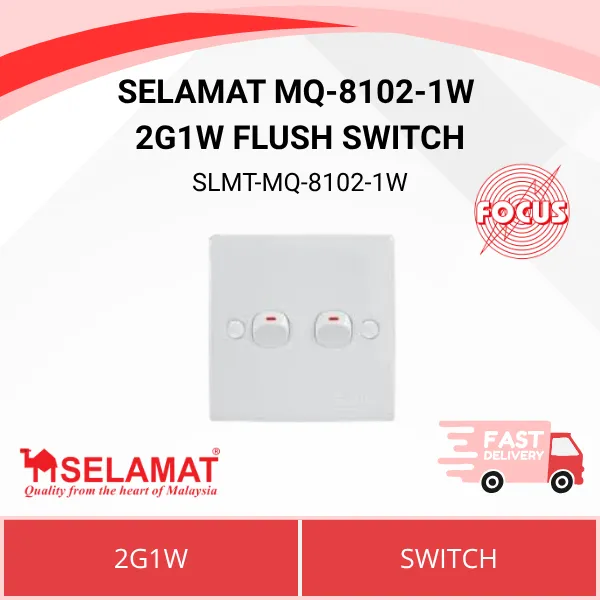 SELAMAT MQ-8102-1W
2G1W FLUSH SWITCH
SLMT-MQ-8102-1W
FOCUS
SELAMAT®
Quality from the heart of Malaysia
FAST
DELIVERY
2G1W
SWITCH